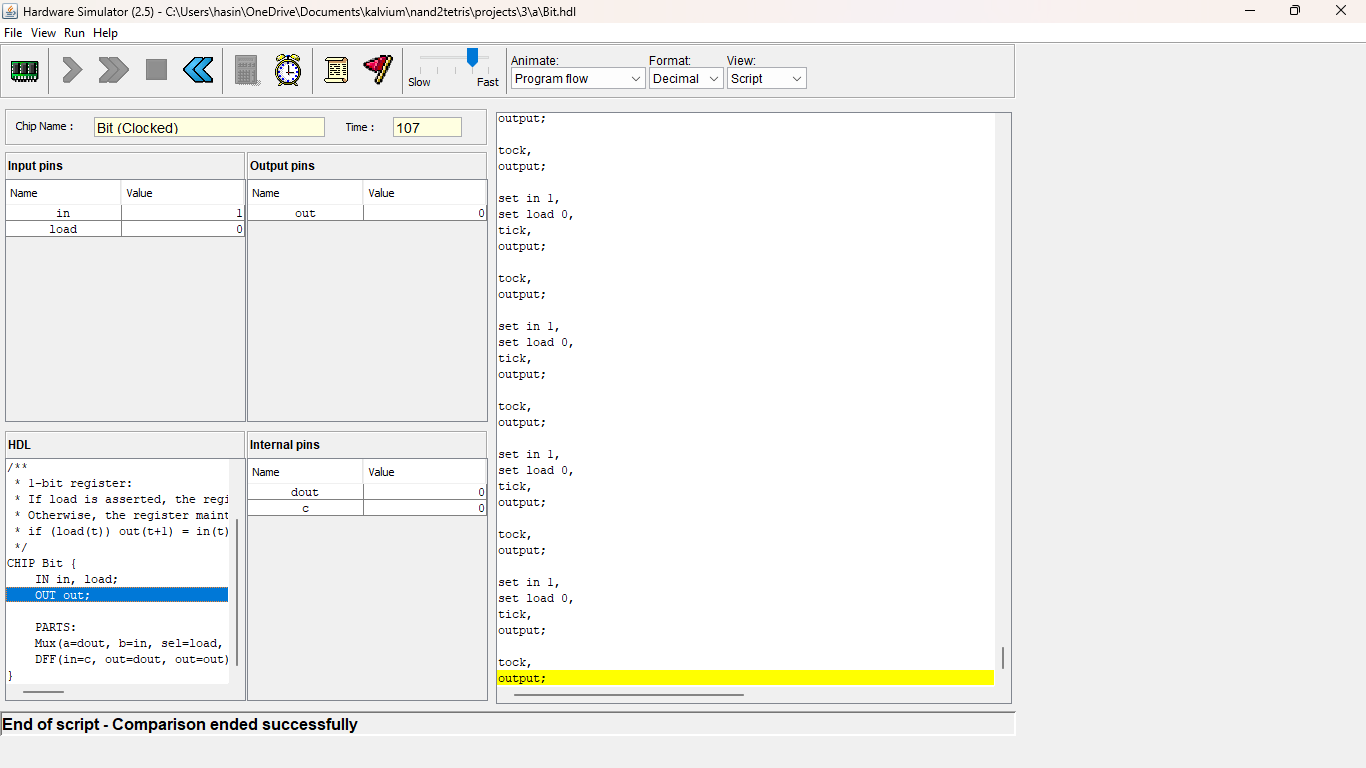 Hardware Simulator (2.5) - C:\Users\hasin\OneDrive\Documents\kalvium\nand2tetris\projects\3\a\Bit.hdl
File View Run Help
Slow Fast
Animate:
Program flow
Format:
Decimal
View:
Script
Chip Name :
Bit (Clocked)
Time :
107
Input pins
Name Value
in 1
load 0
Output pins
Name Value
out 0
HDL
/**
* 1-bit register:
* If load is asserted, the regi
* Otherwise, the register maint
* if (load(t)) out(t+1) = in(t)
*/
CHIP Bit {
IN in, load;
OUT out;
PARTS:
Mux(a=dout, b=in, sel=load,
DFF(in=c, out=dout, out=out)
}
Internal pins
Name Value
dout 0
c 0
output;
tock,
output;
set in 1,
set load 0,
tick,
output;
tock,
output;
set in 1,
set load 0,
tick,
output;
tock,
output;
set in 1,
set load 0,
tick,
output;
tock,
output;
set in 1,
set load 0,
tick,
output;
tock,
output;
End of script - Comparison ended successfully